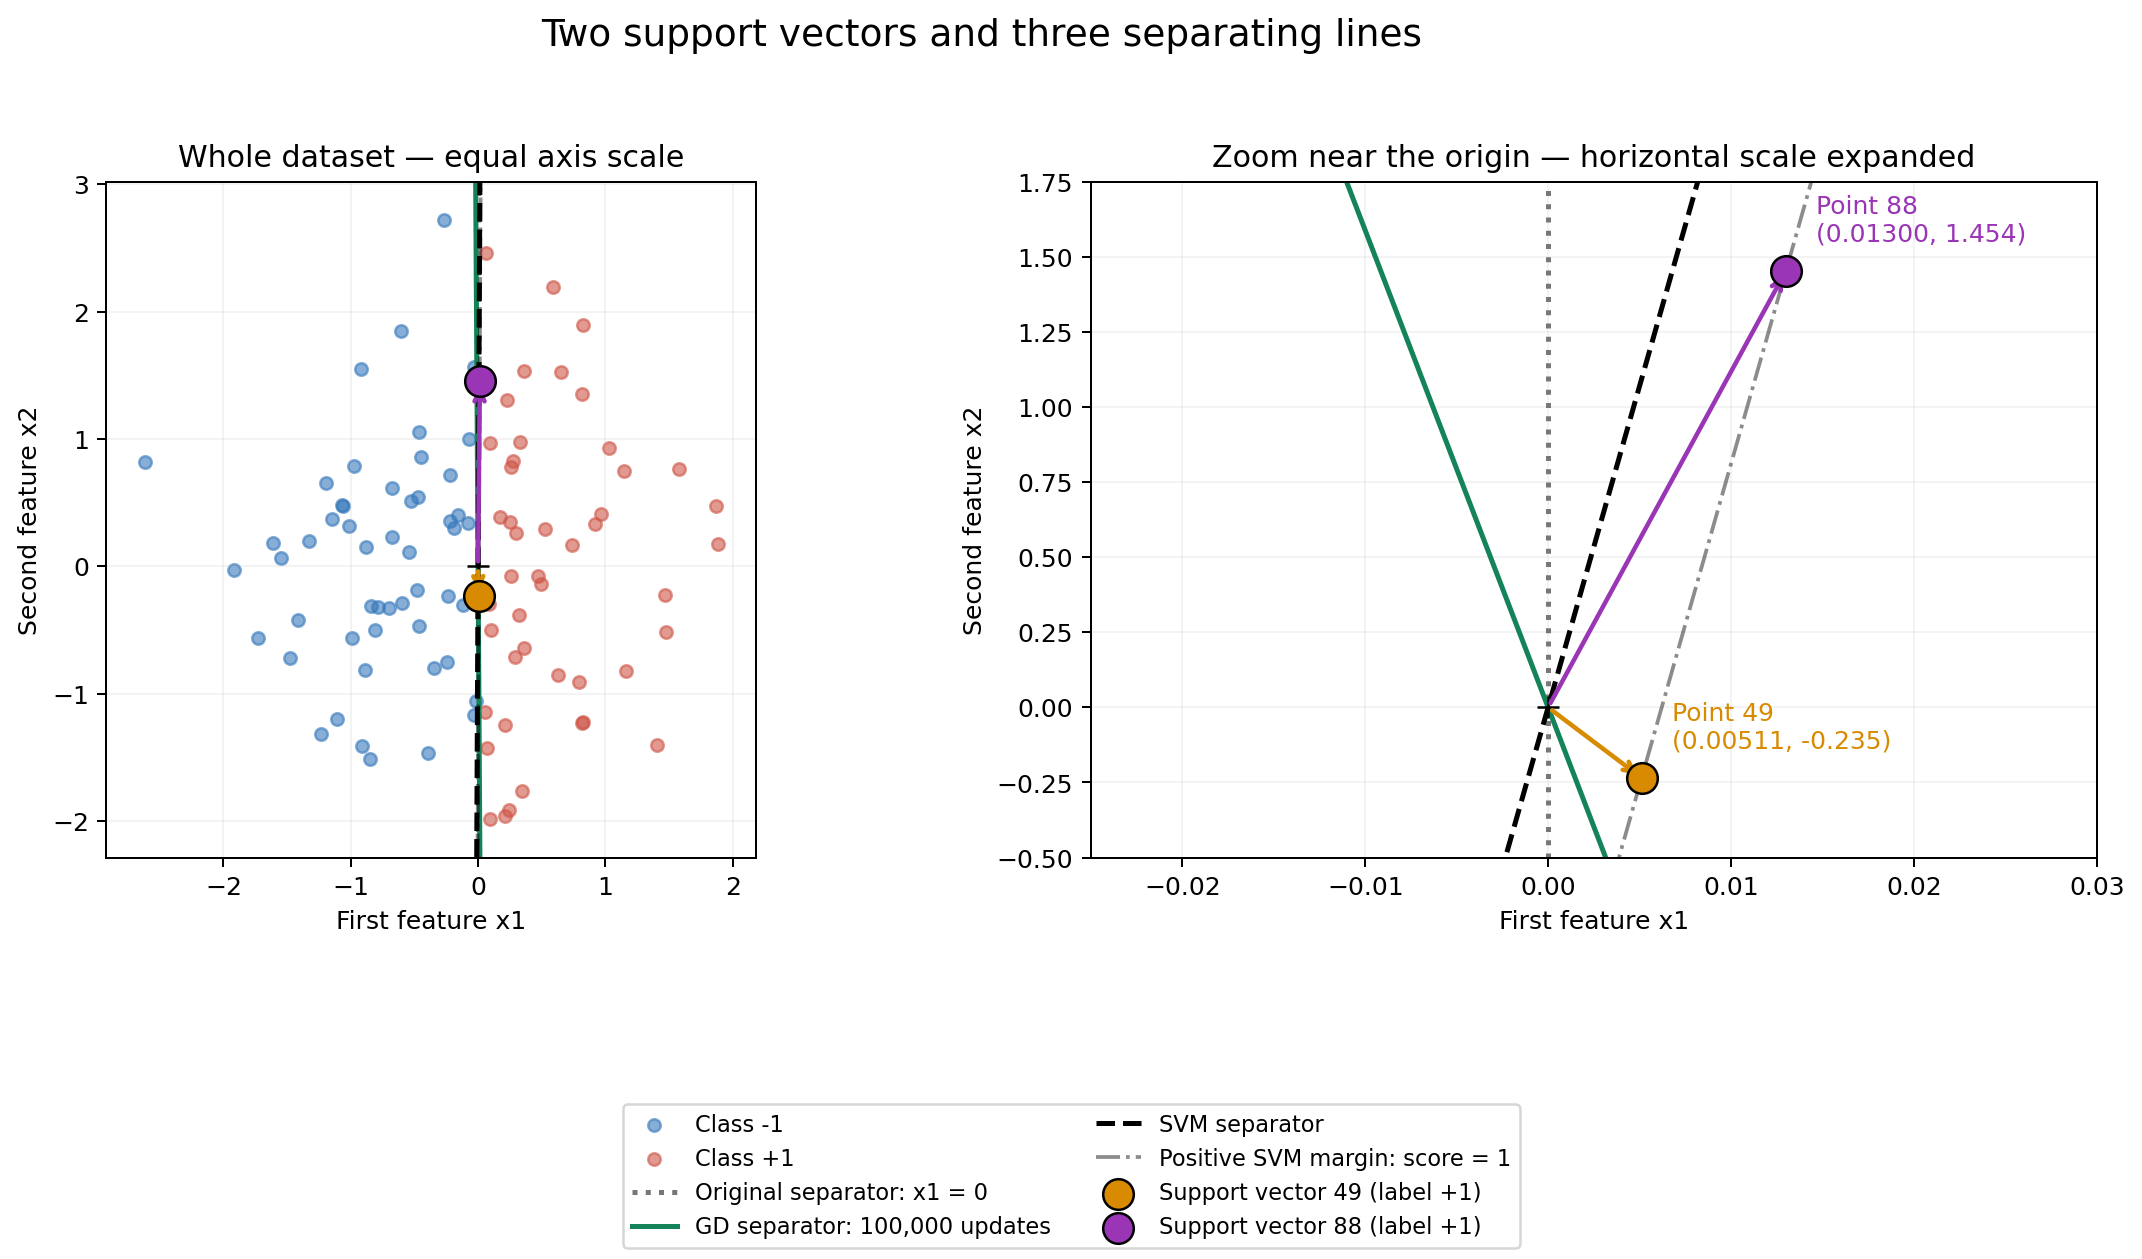 Two support vectors and three separating lines
Whole dataset — equal axis scale
3
2
1
0
−1
−2
Second feature x2
−2
−1
0
1
2
First feature x1
Zoom near the origin — horizontal scale expanded
1.75
1.50
1.25
1.00
0.75
0.50
0.25
0.00
−0.25
−0.50
Second feature x2
Point 88
(0.01300, 1.454)
Point 49
(0.00511, -0.235)
−0.02
−0.01
0.00
0.01
0.02
0.03
First feature x1
Class -1
Class +1
Original separator: x1 = 0
GD separator: 100,000 updates
SVM separator
Positive SVM margin: score = 1
Support vector 49 (label +1)
Support vector 88 (label +1)